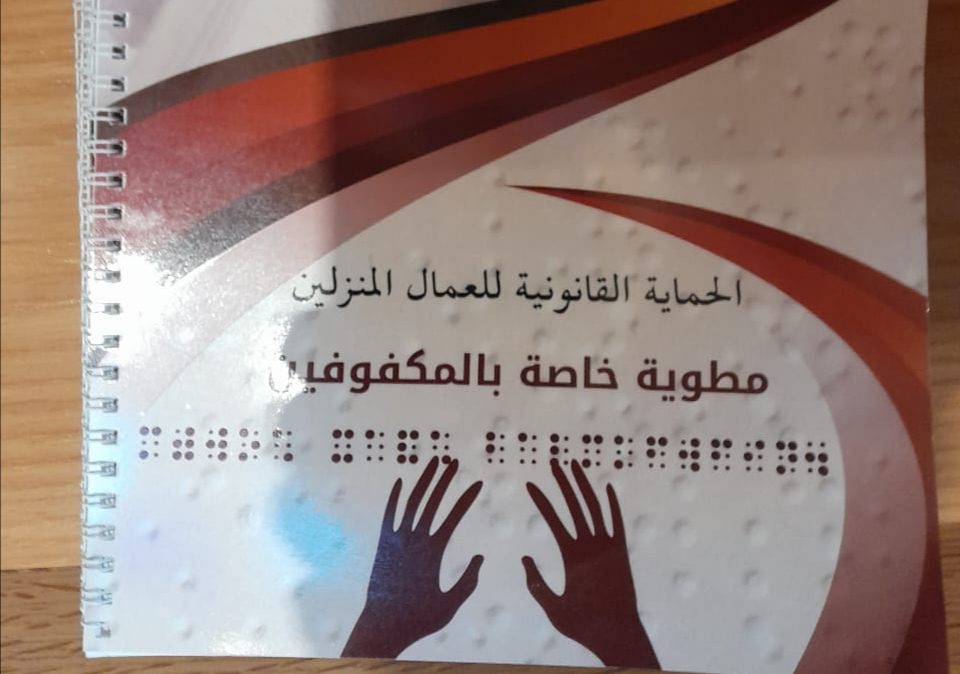 الحماية القانونية للعمال المنزلين
مطوية خاصة بالمكفوفين